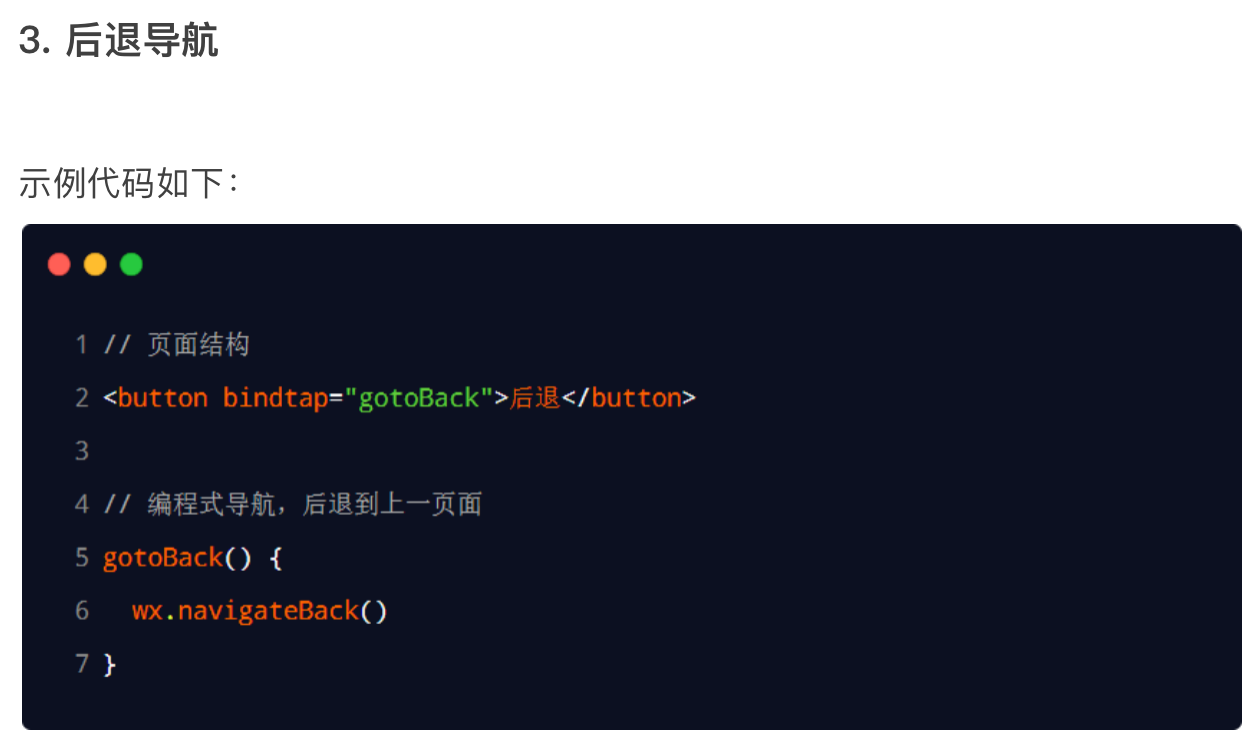 3. 后退导航
示例代码如下：
1 // 页面结构
2 <button bindtap="gotoBack">后退</button>
3
4 // 编程式导航，后退到上一页面
5 gotoBack() {
6   wx.navigateBack()
7 }